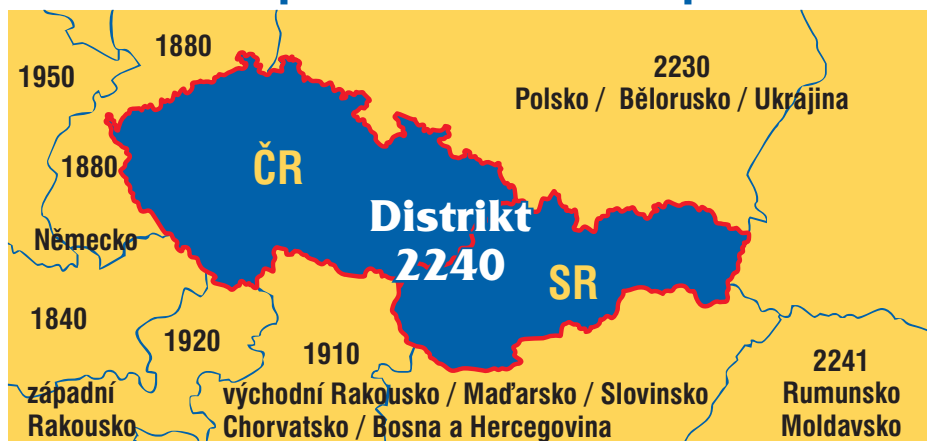 1880
1950
2230
Polsko / Bělorusko / Ukrajina
1880
ČR
Distrikt
2240
Německo
SR
1840
1920
1910
2241
západní
Rakousko
východní Rakousko / Maďarsko / Slovinsko
Chorvatsko / Bosna a Hercegovina
Rumunsko
Moldavsko